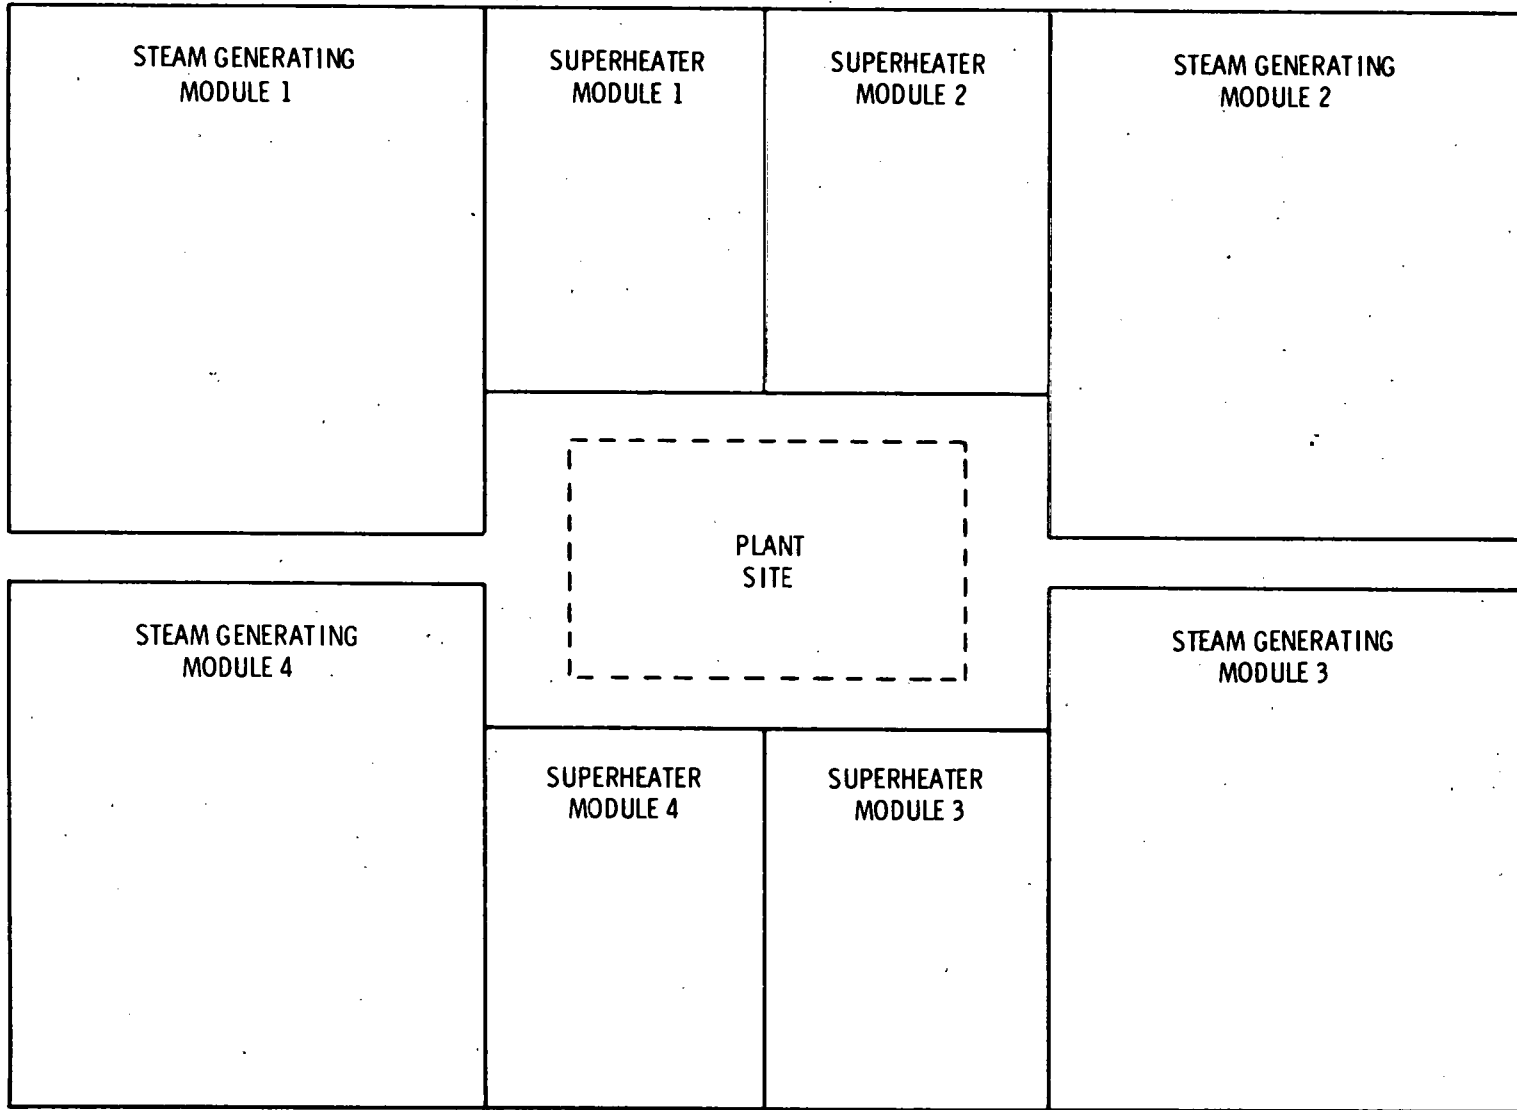 STEAM GENERATING
MODULE 1
SUPERHEATER
MODULE 1
SUPERHEATER
MODULE 2
STEAM GENERATING
MODULE 2
PLANT
SITE
STEAM GENERATING
MODULE 4
STEAM GENERATING
MODULE 3
SUPERHEATER
MODULE 4
SUPERHEATER
MODULE 3